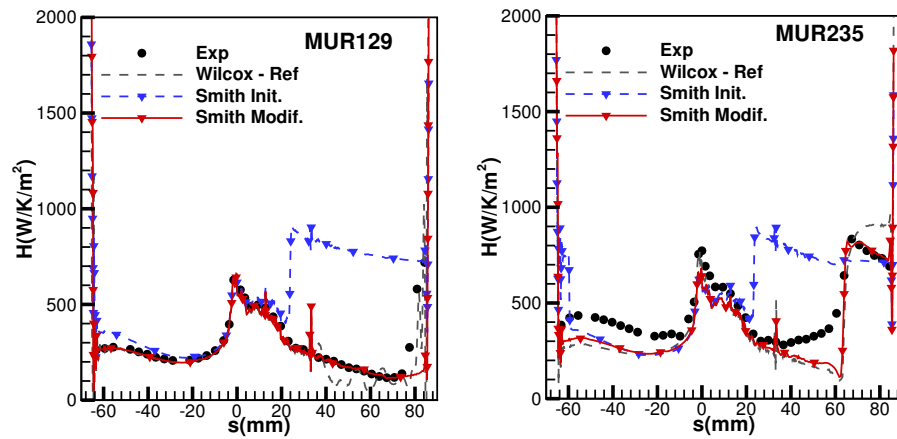 2000
MUR129
Exp
Wilcox - Ref
Smith Init.
Smith Modif.
1500
1000
500
0
H(W/K/m²)
-60 -40 -20 0 20 40 60 80
s(mm)
2000
MUR235
Exp
Wilcox - Ref
Smith Init.
Smith Modif.
1500
1000
500
0
H(W/K/m²)
-60 -40 -20 0 20 40 60 80
s(mm)